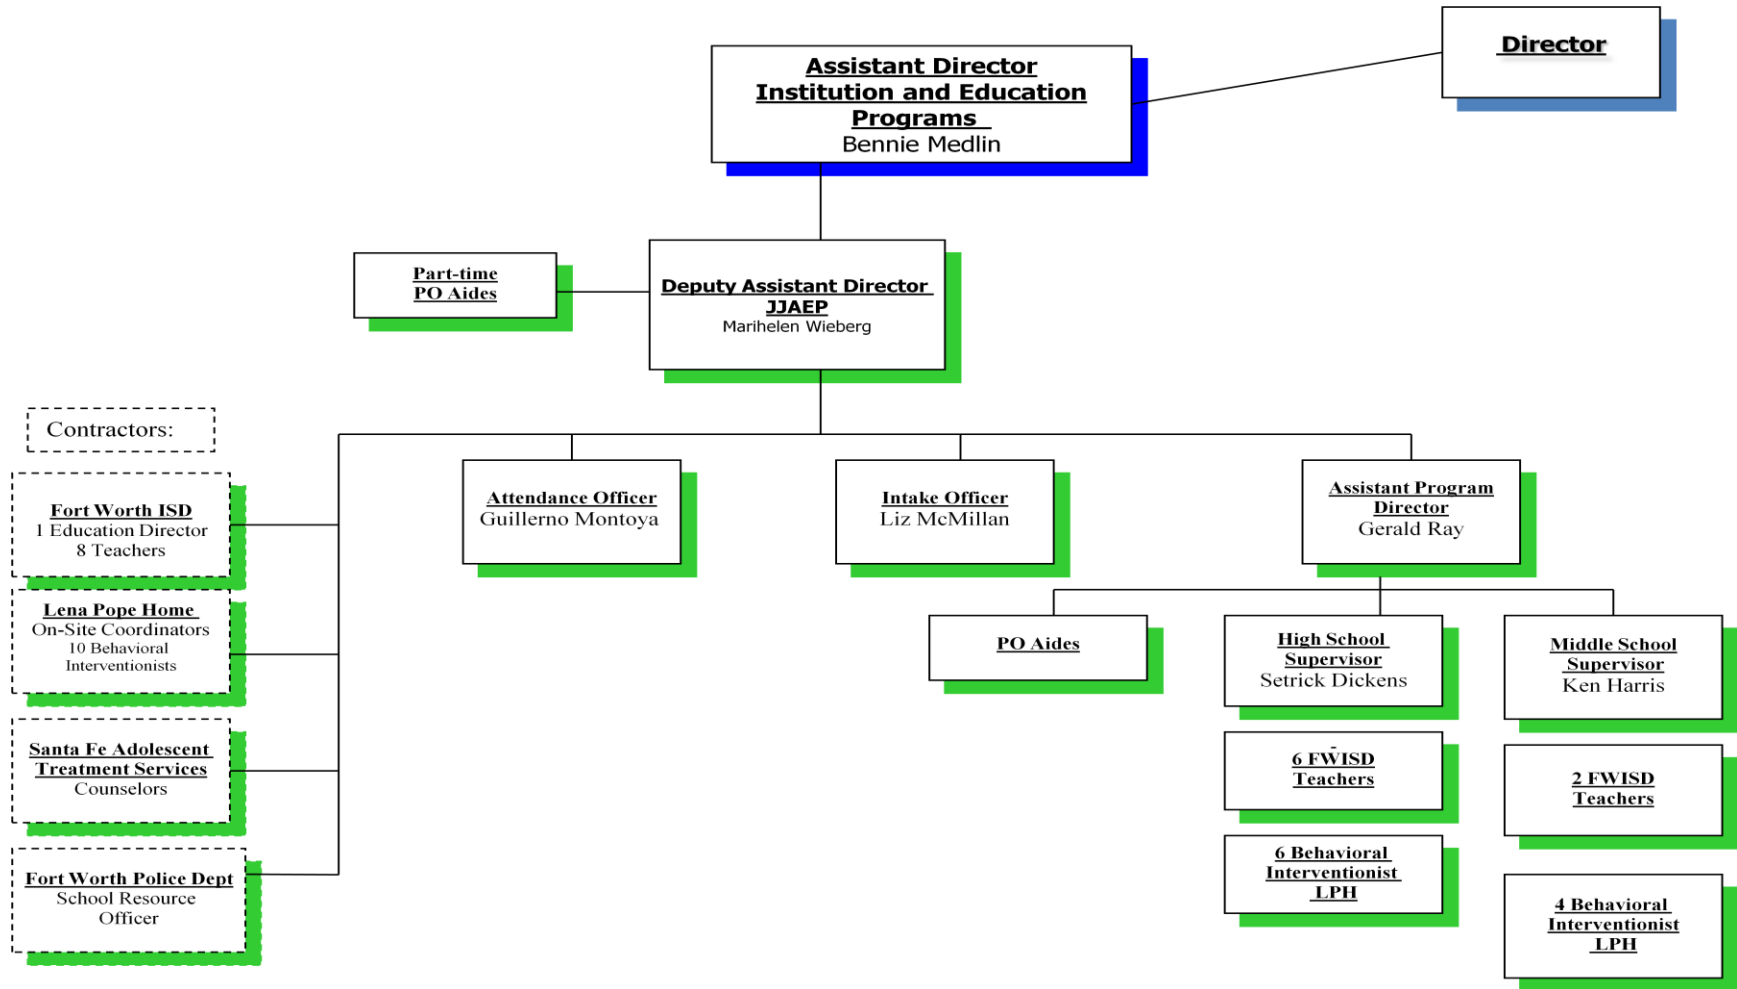 Director
Assistant Director
Institution and Education
Programs
Bennie Medlin
Part-time
PO Aides
Deputy Assistant Director
JJAEP
Marihelen Wieberg
Contractors:
Fort Worth ISD
1 Education Director
8 Teachers
Lena Pope Home
On-Site Coordinators
10 Behavioral
Interventionists
Santa Fe Adolescent
Treatment Services
Counselors
Fort Worth Police Dept
School Resource
Officer
Attendance Officer
Guillerno Montoya
Intake Officer
Liz McMillan
Assistant Program
Director
Gerald Ray
PO Aides
High School
Supervisor
Setrick Dickens
-
6 FWISD
Teachers
6 Behavioral
Interventionist
LPH
Middle School
Supervisor
Ken Harris
2 FWISD
Teachers
4 Behavioral
Interventionist
LPH